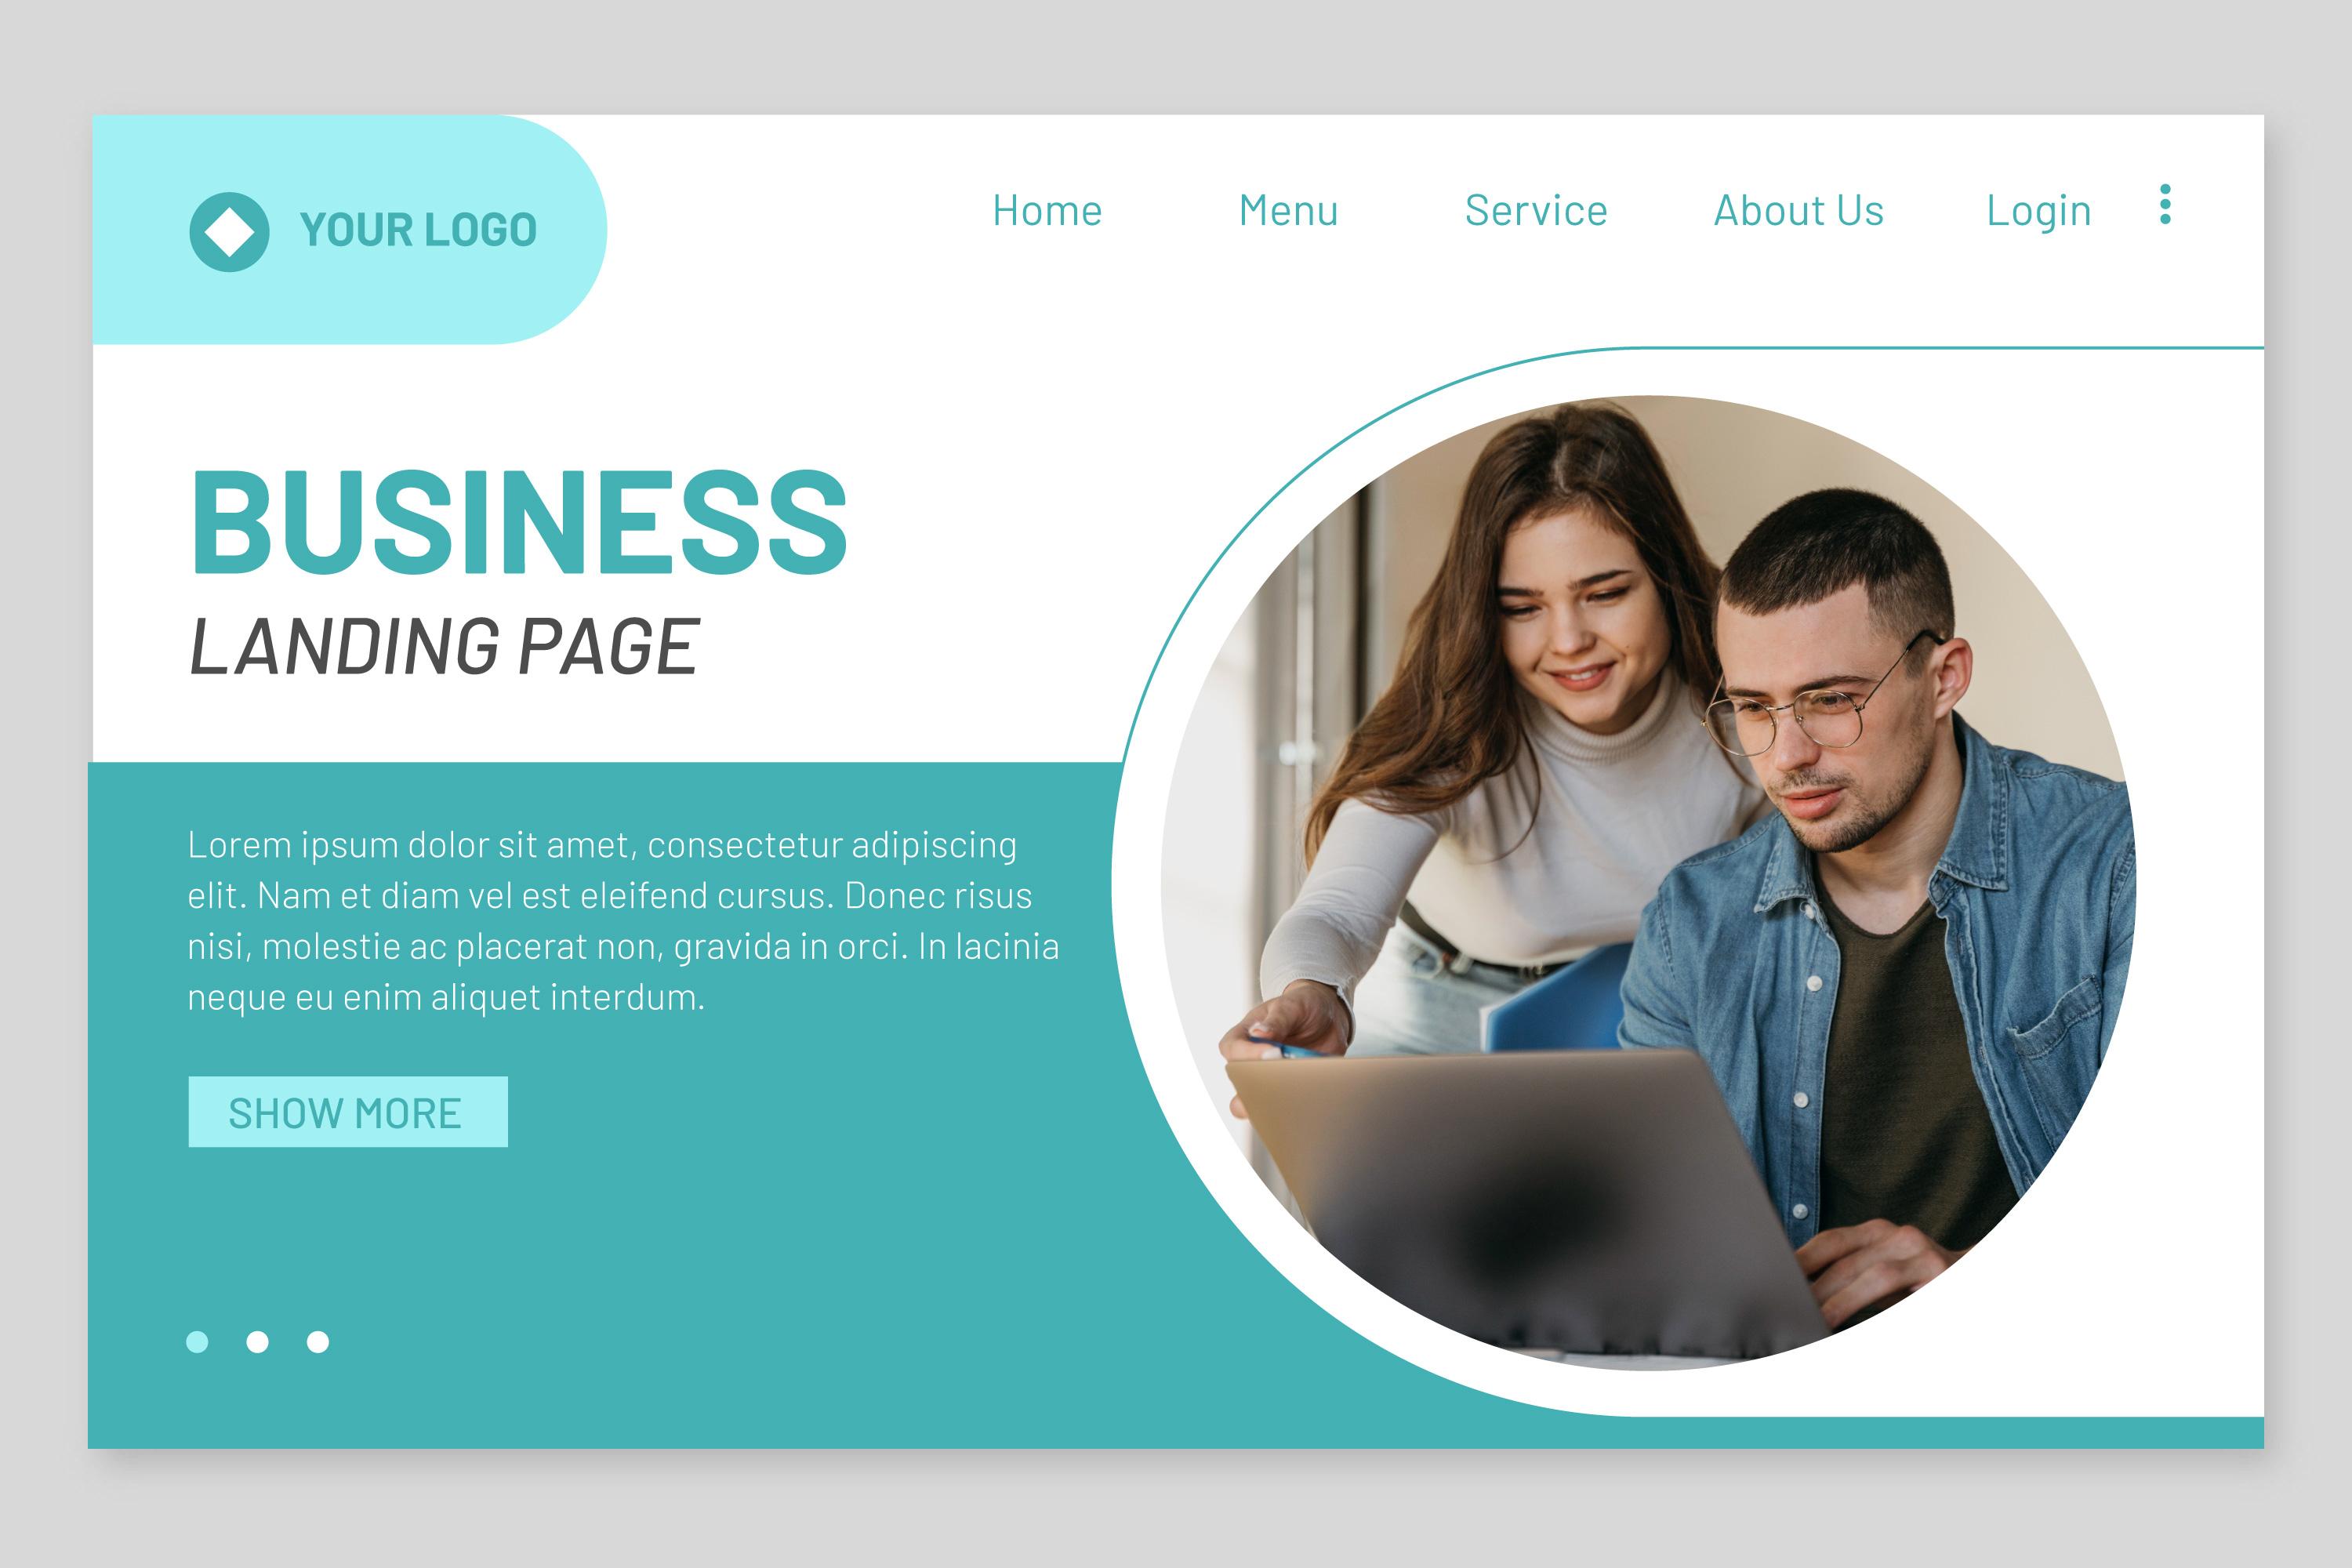 YOUR LOGO
Home Menu Service About Us Login
BUSINESS
LANDING PAGE
Lorem ipsum dolor sit amet, consectetur adipiscing
elit. Nam et diam vel est eleifend cursus. Donec risus
nisi, molestie ac placerat non, gravida in orci. In lacinia
neque eu enim aliquet interdum.
SHOW MORE